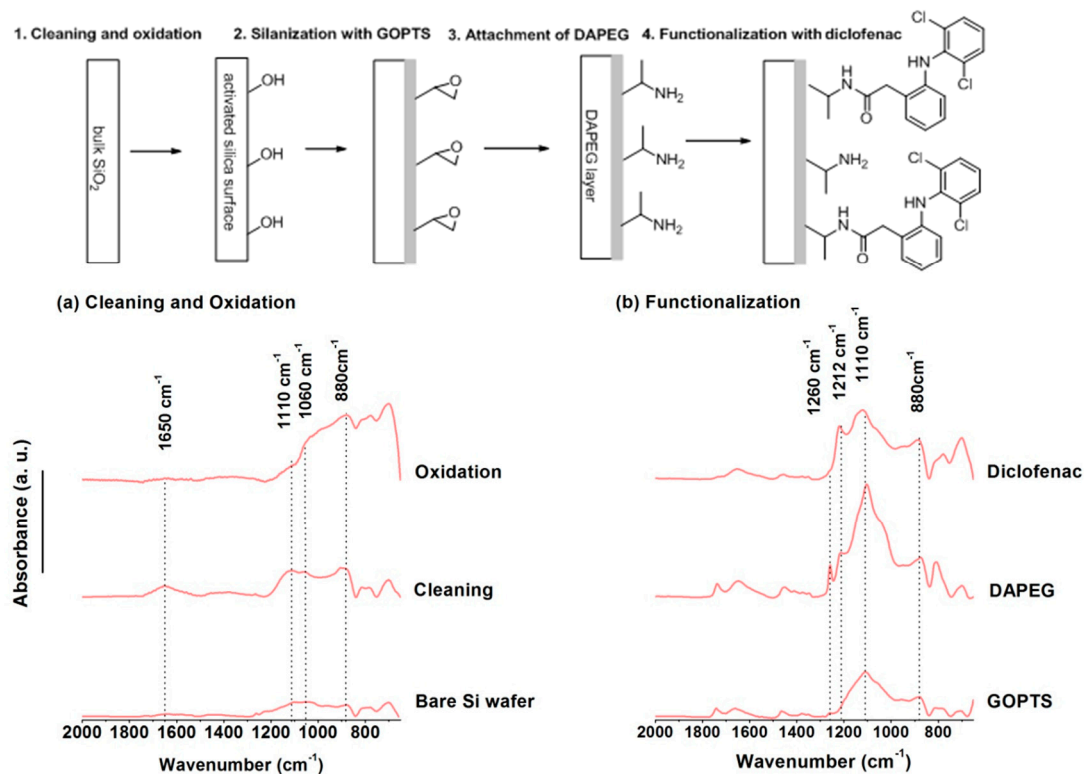 1. Cleaning and oxidation 2. Silanization with GOPTS 3. Attachment of DAPEG 4. Functionalization with diclofenac
bulk SiO2
activated silica surface
OH
OH
OH
O
O
O
DAPEG layer
NH2
NH2
NH2
H
N
O
HN
Cl
Cl
NH2
H
N
O
HN
Cl
Cl
(a) Cleaning and Oxidation
(b) Functionalization
1650 cm-1
1110 cm-1
1060 cm-1
880cm-1
Oxidation
Cleaning
Bare Si wafer
Absorbance (a. u.)
2000 1800 1600 1400 1200 1000 800
Wavenumber (cm-1)
1260 cm-1
1212 cm-1
1110 cm-1
880cm-1
Diclofenac
DAPEG
GOPTS
2000 1800 1600 1400 1200 1000 800
Wavenumber (cm-1)